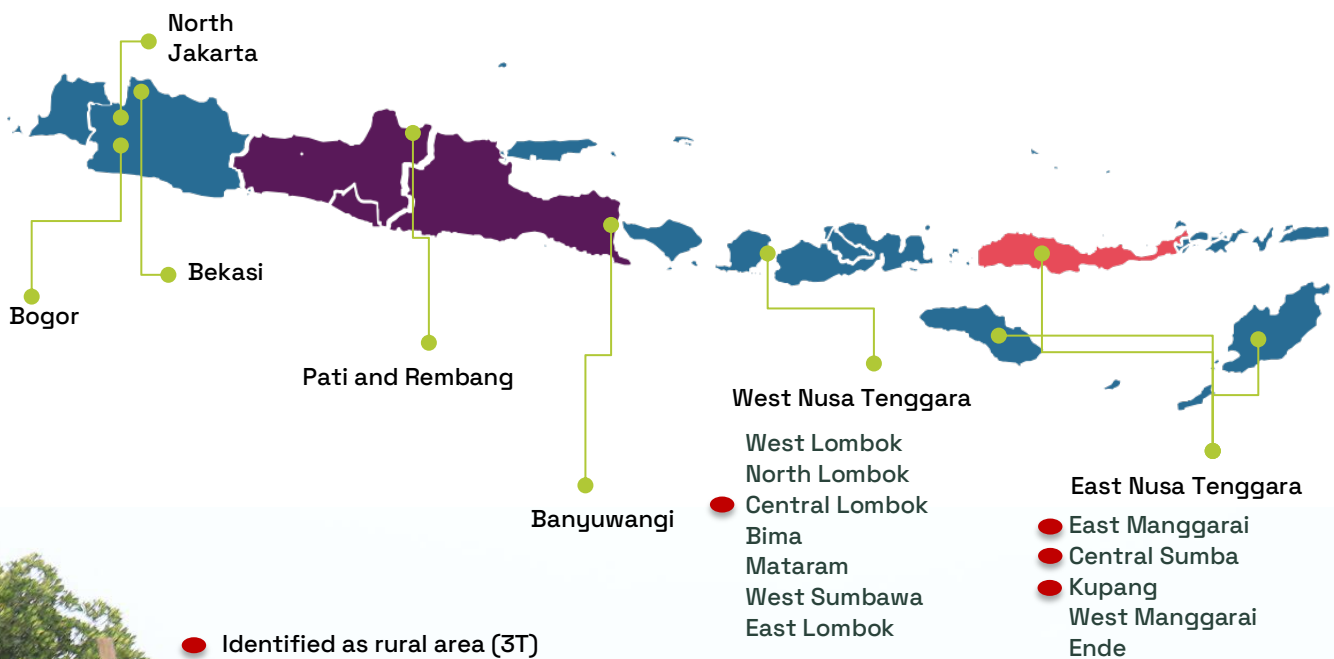 North
Jakarta
Bekasi
Bogor
Pati and Rembang
Banyuwangi
West Nusa Tenggara
West Lombok
North Lombok
Central Lombok
Bima
Mataram
West Sumbawa
East Lombok
East Nusa Tenggara
East Manggarai
Central Sumba
Kupang
West Manggarai
Ende
Identified as rural area (3T)